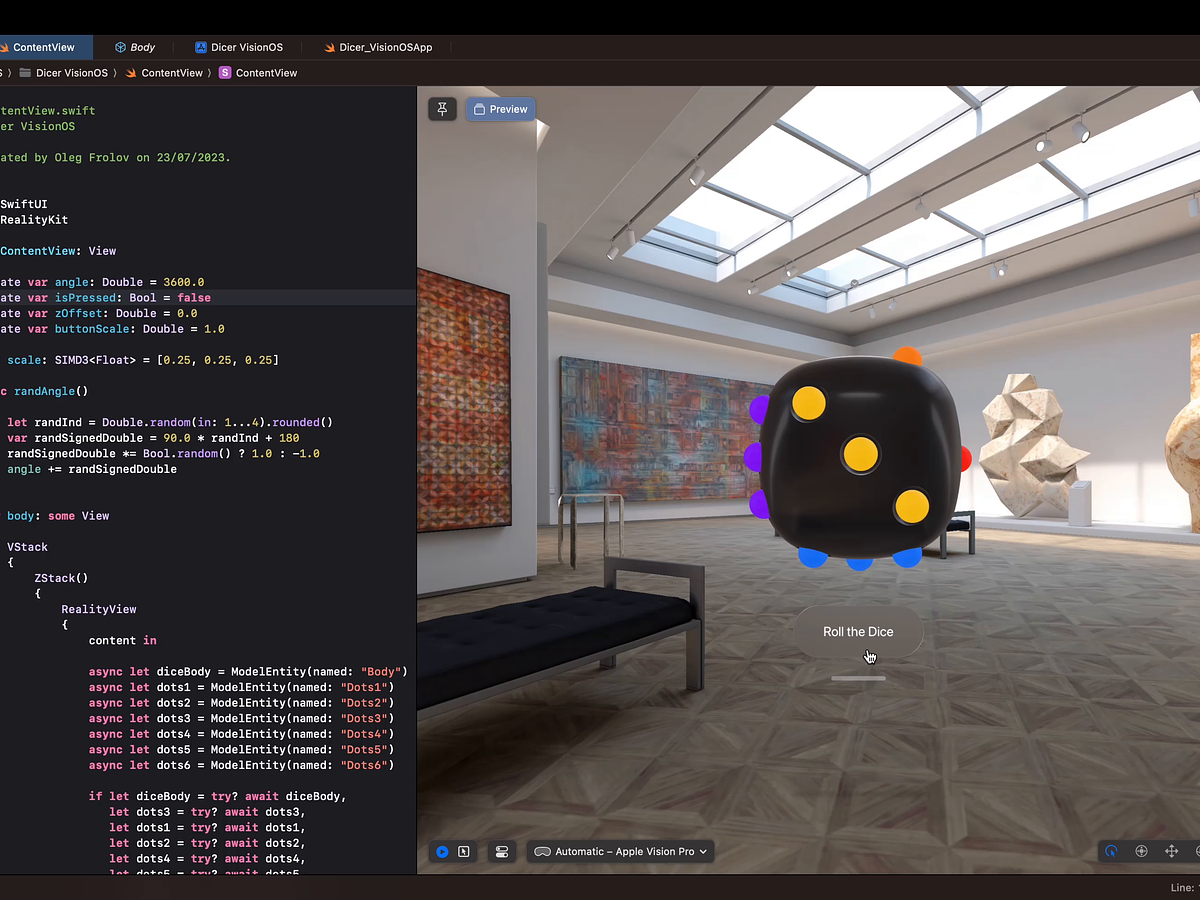 ContentView
Body
Dicer VisionOS
Dicer_VisionOSApp
S 〉 Dicer VisionOS 〉 ContentView 〉 S ContentView
tentView.swift
er VisionOS
ated by Oleg Frolov on 23/07/2023.
SwiftUI
RealityKit
ContentView: View
ate var angle: Double = 3600.0
ate var isPressed: Bool = false
ate var zOffset: Double = 0.0
ate var buttonScale: Double = 1.0
scale: SIMD3<Float> = [0.25, 0.25, 0.25]
c randAngle()
let randInd = Double.random(in: 1...4).rounded()
var randSignedDouble = 90.0 * randInd + 180
randSignedDouble *= Bool.random() ? 1.0 : -1.0
angle += randSignedDouble
body: some View
VStack
{
ZStack()
{
RealityView
{
content in
async let diceBody = ModelEntity(named: "Body")
async let dots1 = ModelEntity(named: "Dots1")
async let dots2 = ModelEntity(named: "Dots2")
async let dots3 = ModelEntity(named: "Dots3")
async let dots4 = ModelEntity(named: "Dots4")
async let dots5 = ModelEntity(named: "Dots5")
async let dots6 = ModelEntity(named: "Dots6")
if let diceBody = try? await diceBody,
let dots3 = try? await dots3,
let dots1 = try? await dots1,
let dots2 = try? await dots2,
let dots4 = try? await dots4,
let dots5 = try? await dots5
Preview
Roll the Dice
Automatic – Apple Vision Pro
Line: